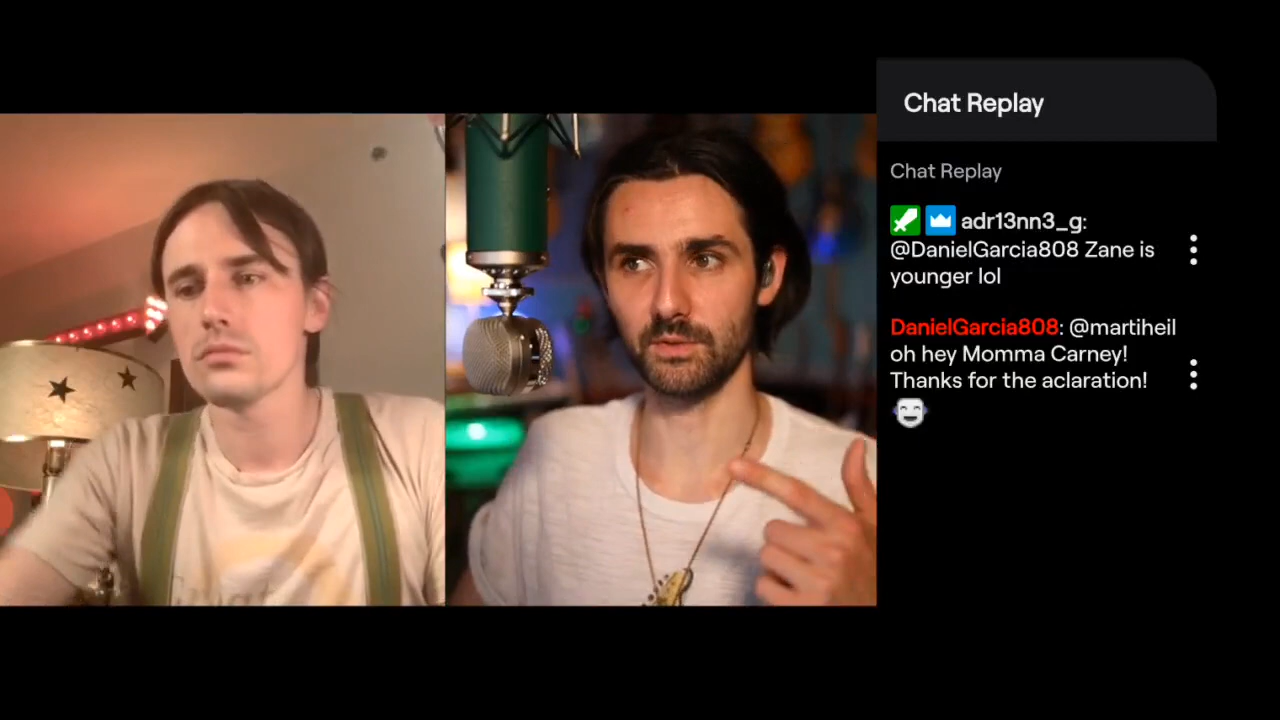 Chat Replay
Chat Replay
adr13nn3_g:
@DanielGarcia808 Zane is
younger lol
DanielGarcia808: @martiheil
oh hey Momma Carney!
Thanks for the aclaration!